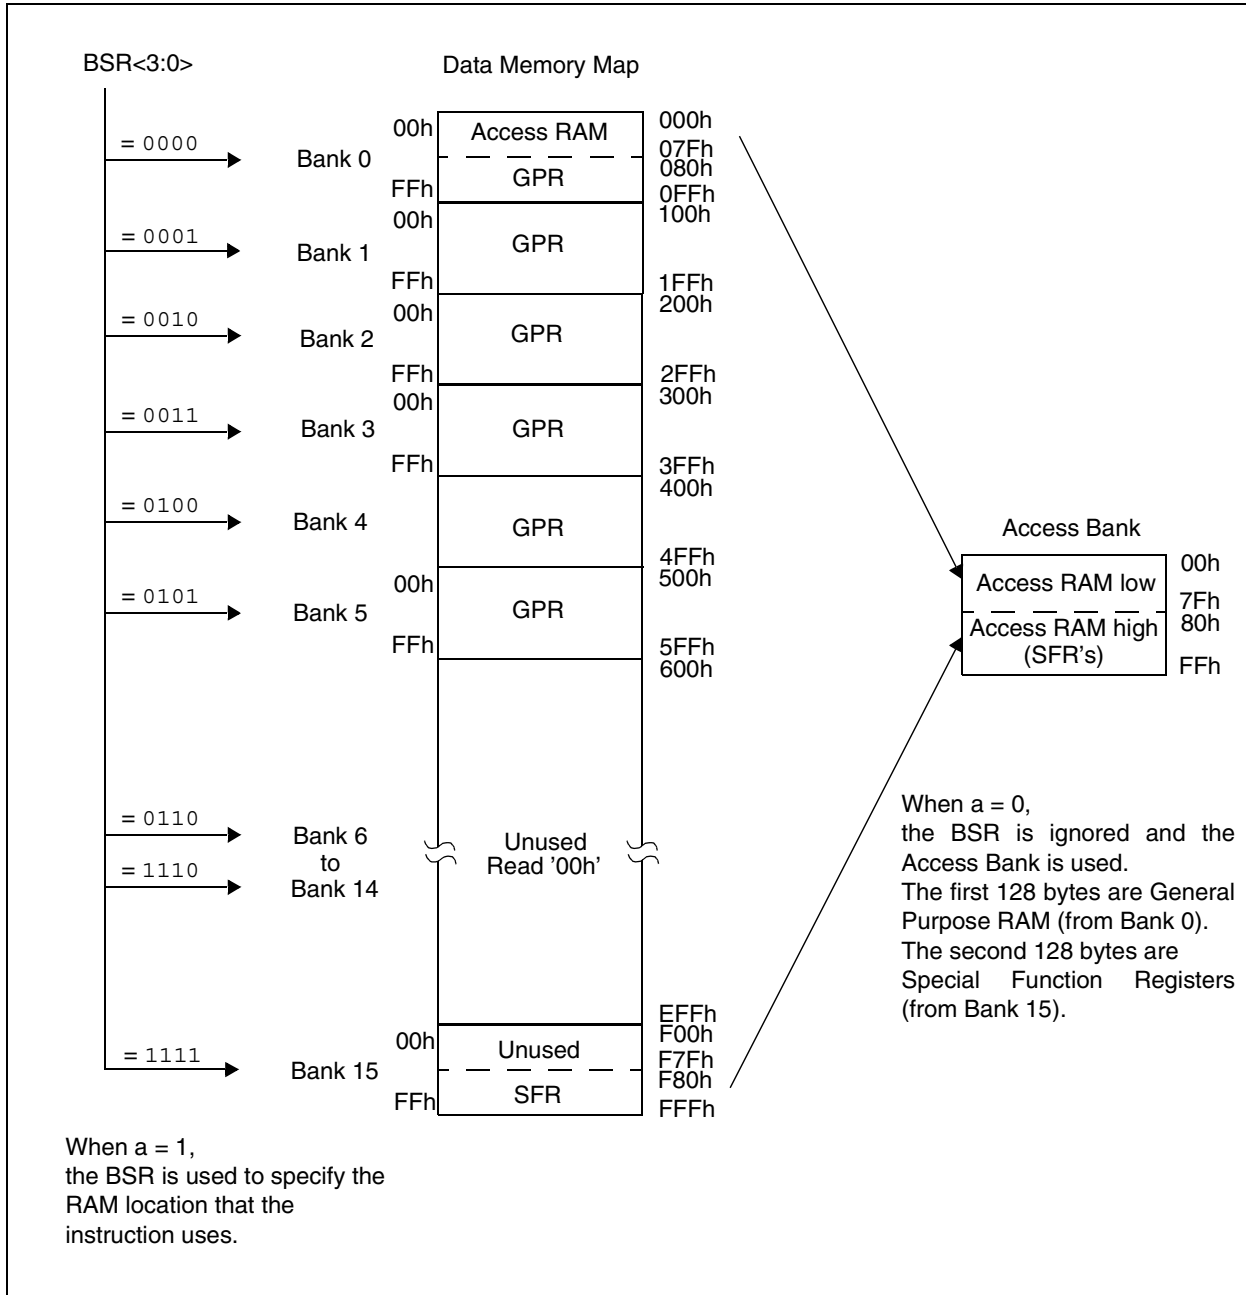 BSR<3:0>
Data Memory Map
= 0000
Bank 0
00h
Access RAM
000h
07Fh
080h
GPR
FFh
0FFh
= 0001
Bank 1
00h
GPR
100h
FFh
1FFh
= 0010
Bank 2
00h
GPR
200h
FFh
2FFh
= 0011
Bank 3
00h
GPR
300h
FFh
3FFh
= 0100
Bank 4
GPR
400h
4FFh
= 0101
Bank 5
00h
GPR
500h
FFh
5FFh
600h
= 0110
Bank 6
to
= 1110
Bank 14
Unused
Read '00h'
EFFh
= 1111
Bank 15
00h
Unused
F00h
F7Fh
F80h
SFR
FFh
FFFh
Access Bank
Access RAM low
00h
7Fh
Access RAM high
(SFR's)
80h
FFh
When a = 0,
the BSR is ignored and the
Access Bank is used.
The first 128 bytes are General
Purpose RAM (from Bank 0).
The second 128 bytes are
Special Function Registers
(from Bank 15).
When a = 1,
the BSR is used to specify the
RAM location that the
instruction uses.